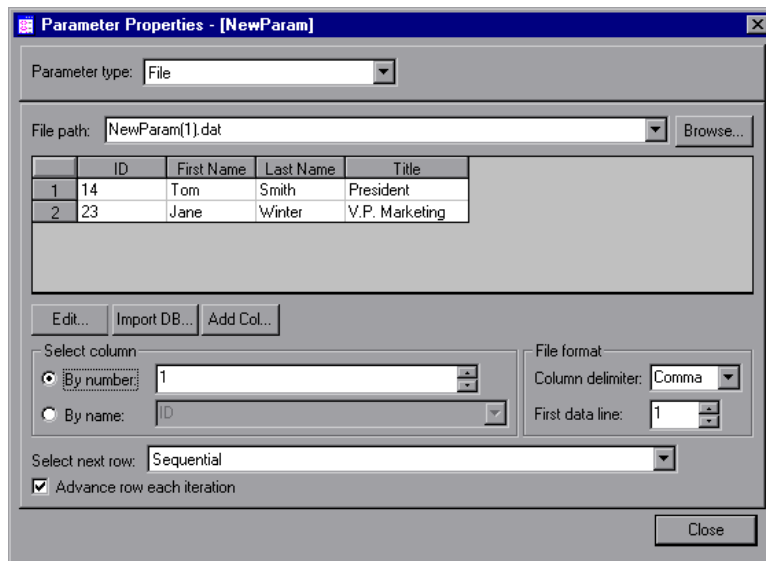 Parameter Properties - [NewParam]
Parameter type: File
File path: NewParam(1).dat Browse...
ID First Name Last Name Title
1 14 Tom Smith President
2 23 Jane Winter V.P. Marketing
Edit... Import DB... Add Col...
Select column File format
By number: 1 Column delimiter: Comma
By name: ID First data line: 1
Select next row: Sequential
Advance row each iteration
Close